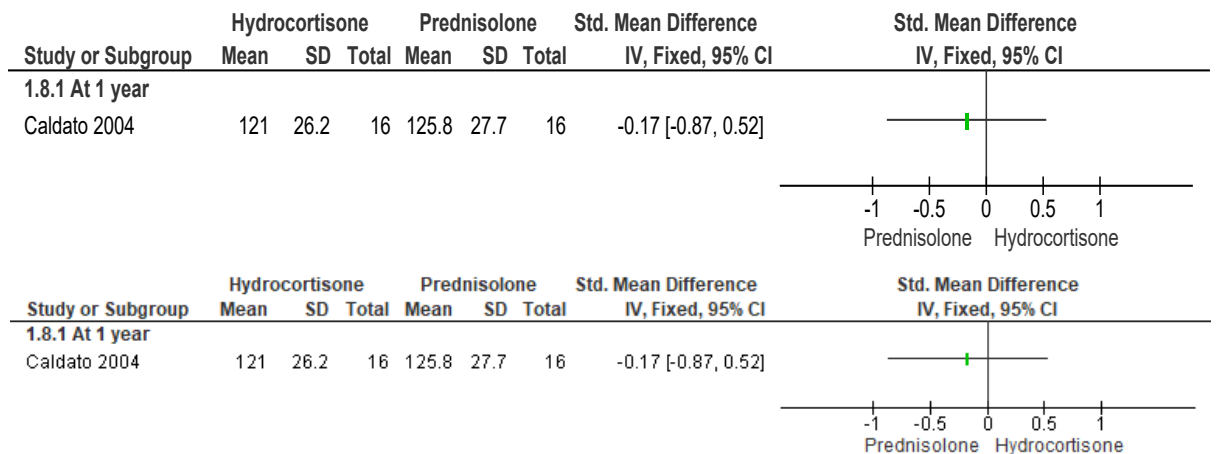 Hydrocortisone Prednisolone Std. Mean Difference Std. Mean Difference
Study or Subgroup Mean SD Total Mean SD Total IV, Fixed, 95% CI IV, Fixed, 95% CI
1.8.1 At 1 year
Caldato 2004 121 26.2 16 125.8 27.7 16 -0.17 [-0.87, 0.52]
-1 -0.5 0 0.5 1
Prednisolone Hydrocortisone
Hydrocortisone Prednisolone Std. Mean Difference Std. Mean Difference
Study or Subgroup Mean SD Total Mean SD Total IV, Fixed, 95% CI IV, Fixed, 95% CI
1.8.1 At 1 year
Caldato 2004 121 26.2 16 125.8 27.7 16 -0.17 [-0.87, 0.52]
-1 -0.5 0 0.5 1
Prednisolone Hydrocortisone